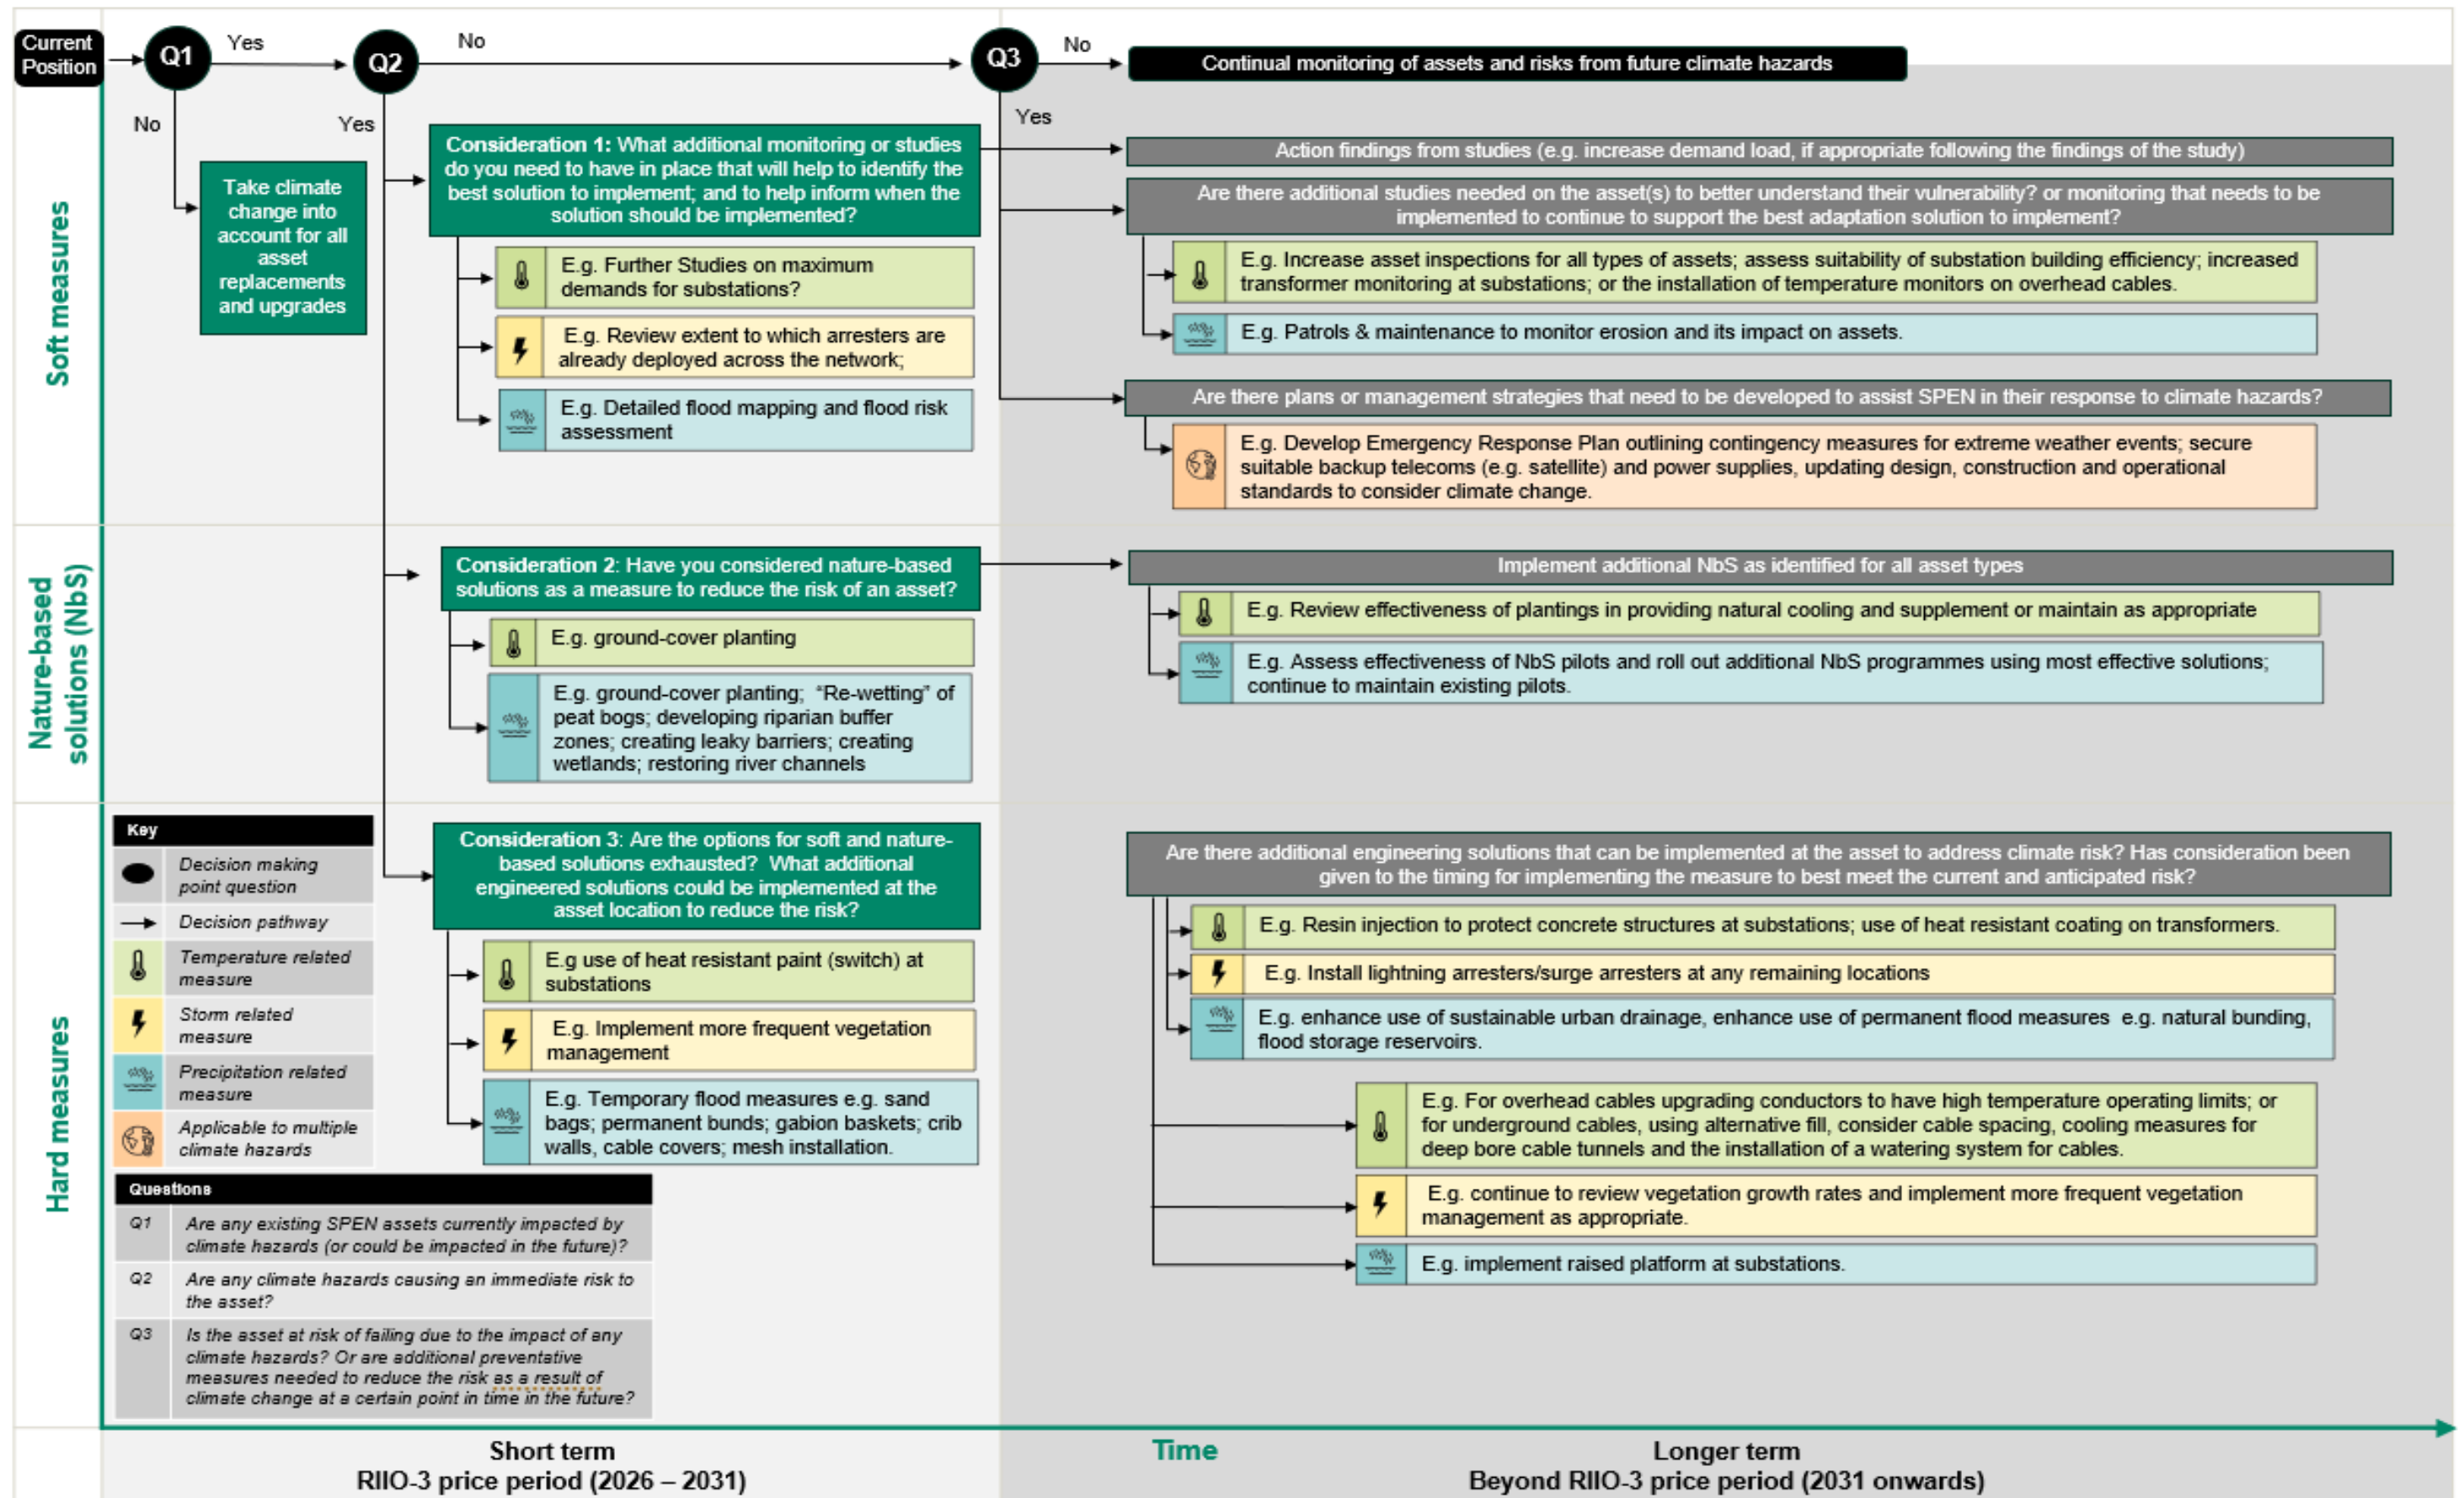 Current
Position
Q1
Yes
Q2
No
Q3
No
Continual monitoring of assets and risks from future climate hazards
No
Yes
Yes
Soft measures
Take climate
change into
account for all
asset
replacements
and upgrades
Consideration 1: What additional monitoring or studies
do you need to have in place that will help to identify the
best solution to implement; and to help inform when the
solution should be implemented?
E.g. Further Studies on maximum
demands for substations?
E.g. Review extent to which arresters are
already deployed across the network;
E.g. Detailed flood mapping and flood risk
assessment
Action findings from studies (e.g. increase demand load, if appropriate following the findings of the study)
Are there additional studies needed on the asset(s) to better understand their vulnerability? or monitoring that needs to be
implemented to continue to support the best adaptation solution to implement?
E.g. Increase asset inspections for all types of assets; assess suitability of substation building efficiency; increased
transformer monitoring at substations; or the installation of temperature monitors on overhead cables.
E.g. Patrols & maintenance to monitor erosion and its impact on assets.
Are there plans or management strategies that need to be developed to assist SPEN in their response to climate hazards?
E.g. Develop Emergency Response Plan outlining contingency measures for extreme weather events; secure
suitable backup telecoms (e.g. satellite) and power supplies, updating design, construction and operational
standards to consider climate change.
Nature-based
solutions (NbS)
Consideration 2: Have you considered nature-based
solutions as a measure to reduce the risk of an asset?
E.g. ground-cover planting
E.g. ground-cover planting; “Re-wetting” of
peat bogs; developing riparian buffer
zones; creating leaky barriers; creating
wetlands; restoring river channels
Implement additional NbS as identified for all asset types
E.g. Review effectiveness of plantings in providing natural cooling and supplement or maintain as appropriate
E.g. Assess effectiveness of NbS pilots and roll out additional NbS programmes using most effective solutions;
continue to maintain existing pilots.
Hard measures
Key
Decision making
point question
Decision pathway
Temperature related
measure
Storm related
measure
Precipitation related
measure
Applicable to multiple
climate hazards
Consideration 3: Are the options for soft and nature-
based solutions exhausted? What additional
engineered solutions could be implemented at the
asset location to reduce the risk?
E.g use of heat resistant paint (switch) at
substations
E.g. Implement more frequent vegetation
management
E.g. Temporary flood measures e.g. sand
bags; permanent bunds; gabion baskets; crib
walls, cable covers; mesh installation.
Are there additional engineering solutions that can be implemented at the asset to address climate risk? Has consideration been
given to the timing for implementing the measure to best meet the current and anticipated risk?
E.g. Resin injection to protect concrete structures at substations; use of heat resistant coating on transformers.
E.g. Install lightning arresters/surge arresters at any remaining locations
E.g. enhance use of sustainable urban drainage, enhance use of permanent flood measures e.g. natural bunding,
flood storage reservoirs.
E.g. For overhead cables upgrading conductors to have high temperature operating limits; or
for underground cables, using alternative fill, consider cable spacing, cooling measures for
deep bore cable tunnels and the installation of a watering system for cables.
E.g. continue to review vegetation growth rates and implement more frequent vegetation
management as appropriate.
E.g. implement raised platform at substations.
Questions
Q1
Are any existing SPEN assets currently impacted by
climate hazards (or could be impacted in the future)?
Q2
Are any climate hazards causing an immediate risk to
the asset?
Q3
Is the asset at risk of failing due to the impact of any
climate hazards? Or are additional preventative
measures needed to reduce the risk as a result of
climate change at a certain point in time in the future?
Short term
RIIO-3 price period (2026 – 2031)
Time
Longer term
Beyond RIIO-3 price period (2031 onwards)